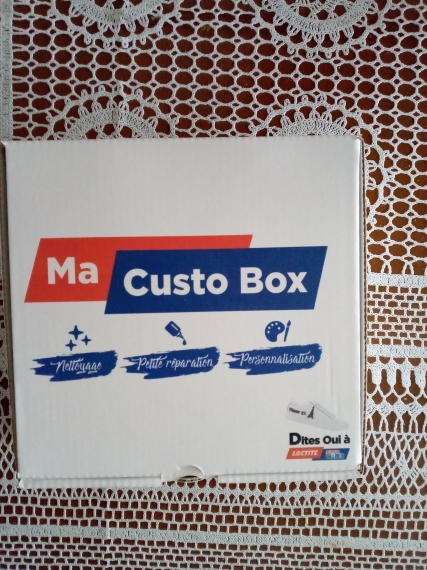 Ma
Custo Box
Nettoyage
Petite réparation
Personnalisation
Dites Oui à
LOCTITE